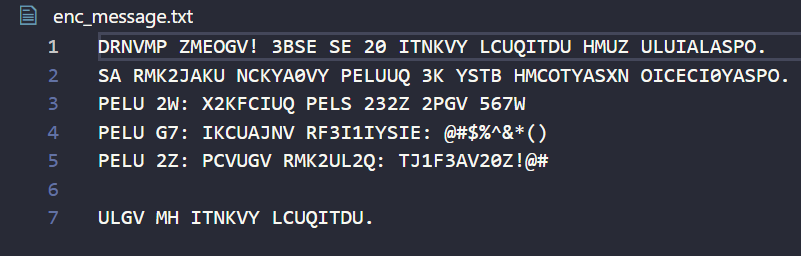 enc_message.txt
1 DRNVMP ZMEOGV! 3BSE SE 20 ITNKVY LCUQITDU HMUZ ULUIALASPO.
2 SA RMK2JAKU NCKYA0VY PELUUQ 3K YSTB HMCOTYASXN OICECI0YASPO.
3 PELU 2W: X2KFCIUQ PELS 232Z 2PGV 567W
4 PELU G7: IKCUAJNV RF3I1IYSIE: @#$%^&*()
5 PELU 2Z: PCVUGV RMK2UL2Q: TJ1F3AV20Z!@#
6
7 ULGV MH ITNKVY LCUQITDU.